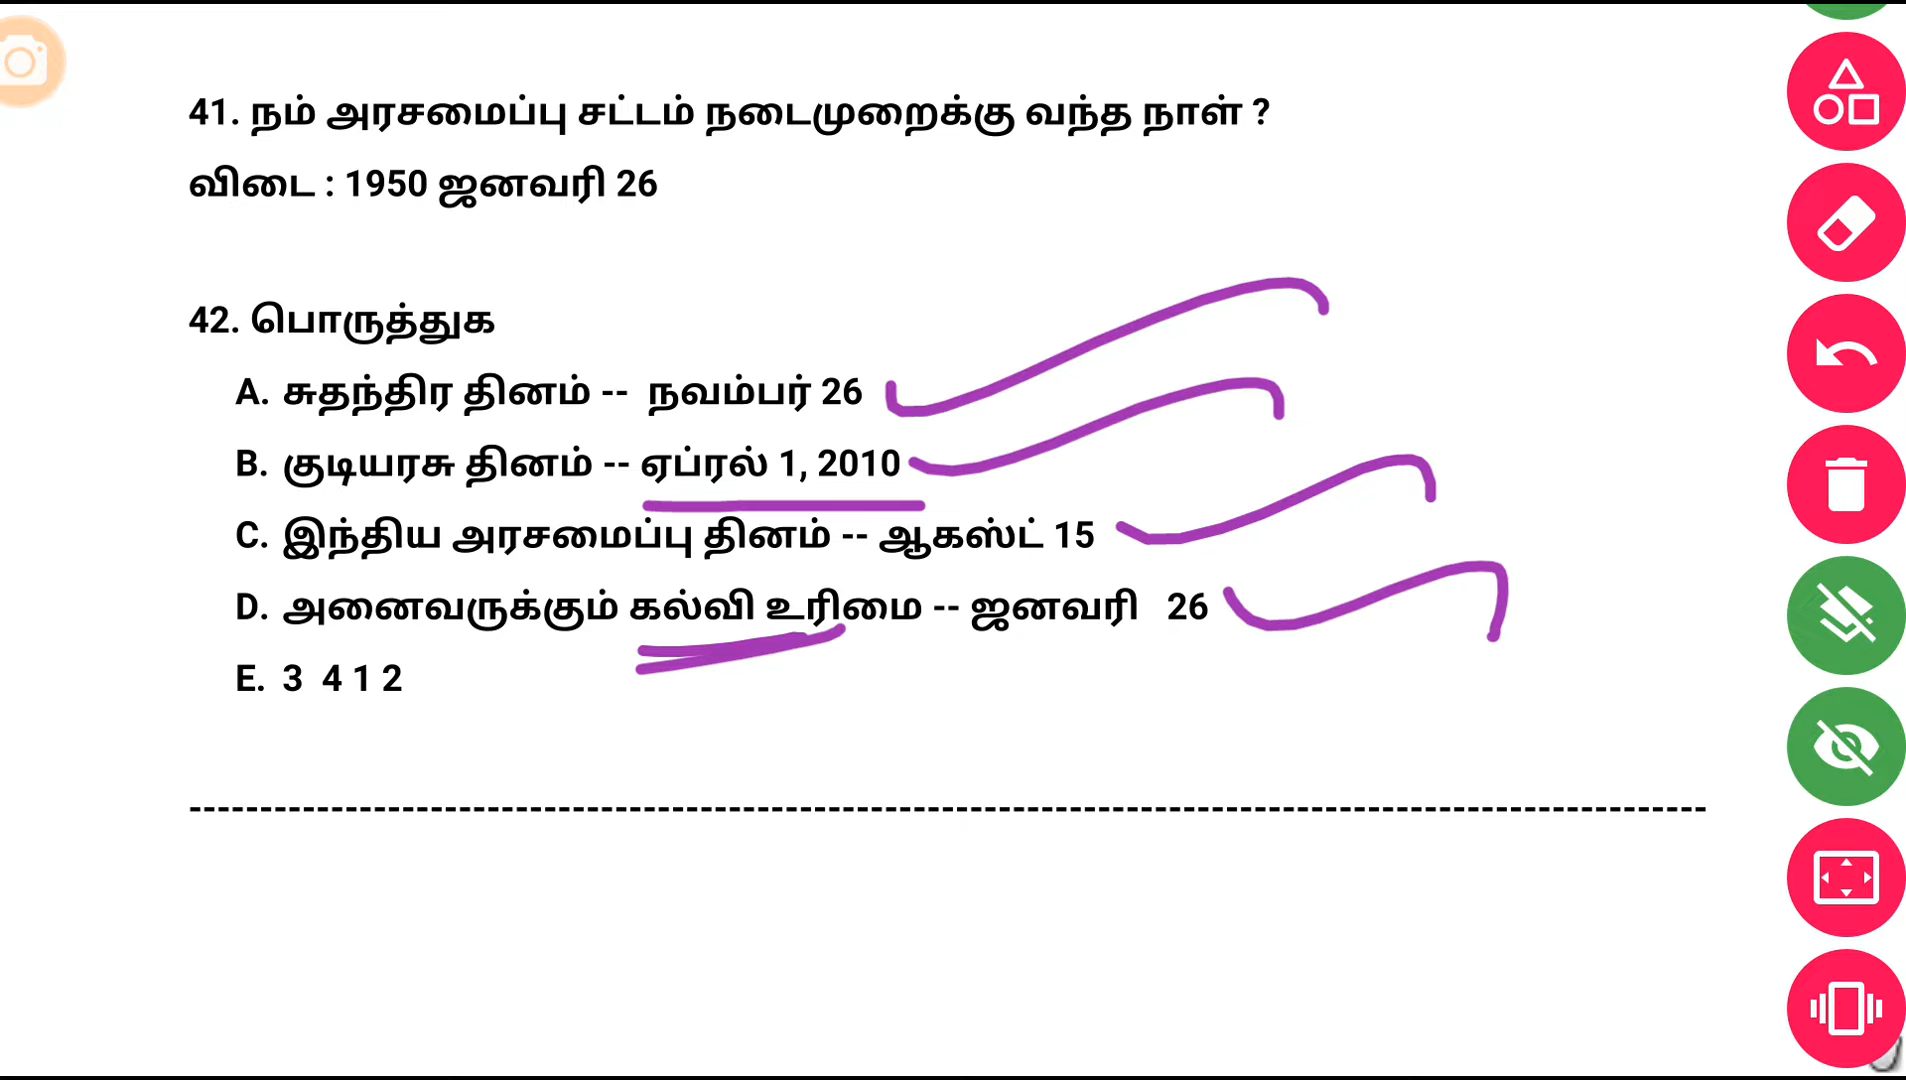 41. நம் அரசமைப்பு சட்டம் நடைமுறைக்கு வந்த நாள் ?
விடை : 1950 ஜனவரி 26
42. பொருத்துக
A. சுதந்திர தினம் -- நவம்பர் 26
B. குடியரசு தினம் -- ஏப்ரல் 1, 2010
C. இந்திய அரசமைப்பு தினம் -- ஆகஸ்ட் 15
D. அனைவருக்கும் கல்வி உரிமை -- ஜனவரி 26
E. 3 4 1 2